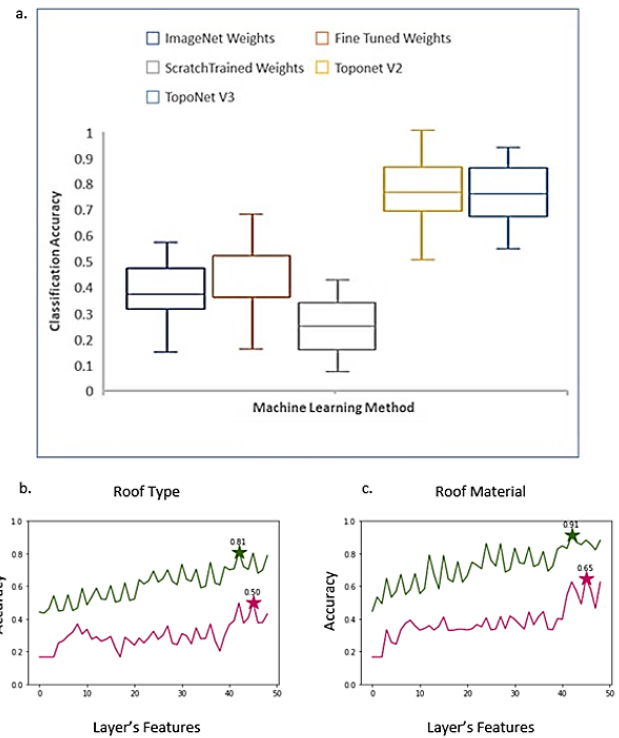 a.
ImageNet Weights Fine Tuned Weights
ScratchTrained Weights Toponet V2
TopoNet V3
Classification Accuracy
1
0.9
0.8
0.7
0.6
0.5
0.4
0.3
0.2
0.1
0
Machine Learning Method
b. Roof Type
Accuracy
1.0
0.8
0.6
0.4
0.2
0.0
0.81
0.50
0 10 20 30 40 50
Layer's Features
c. Roof Material
Accuracy
1.0
0.8
0.6
0.4
0.2
0.0
0.91
0.65
0 10 20 30 40 50
Layer's Features